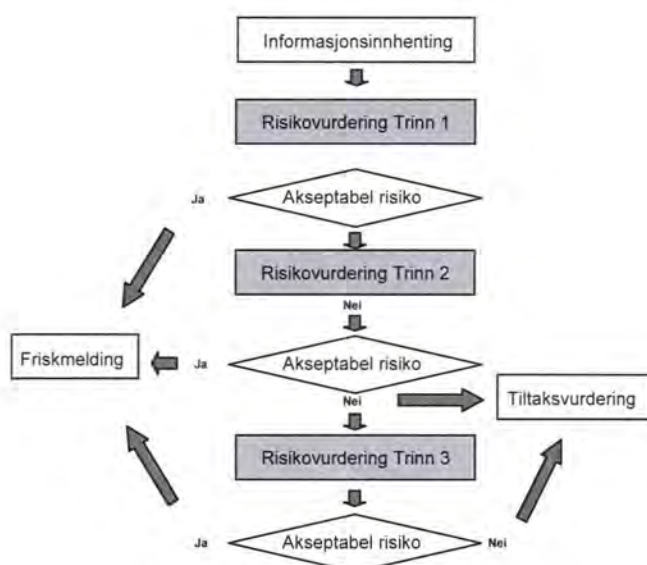 Informasjonsinnhenting
Risikovurdering Trinn 1
Ja
Akseptabel risiko
Risikovurdering Trinn 2
Nei
Friskmelding
Ja
Akseptabel risiko
Nei
Tiltaksvurdering
Risikovurdering Trinn 3
Ja
Akseptabel risiko
Nei